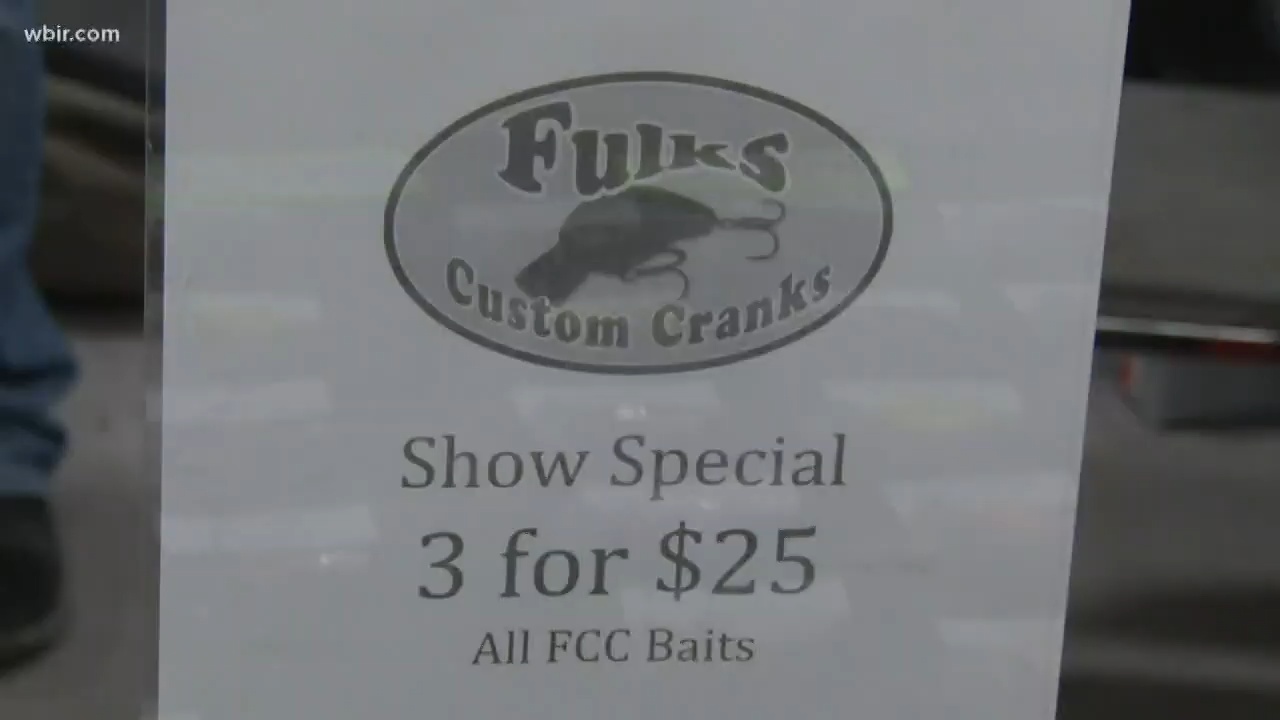 wbir.com
Fulks
Custom Cranks
Show Special
3 for $25
All FCC Baits